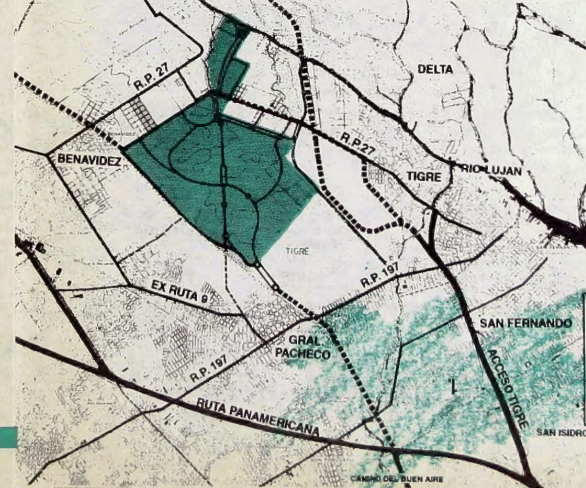 DELTA
R.P. 27
BENAVIDEZ
BENAVIDEZ
R.P.27
TIGRE
RIO LUJAN
TIGRE
R.P. 197
EX RUTA 9
SAN FERNANDO
GRAL
PACHECO
ACCESO TIGRE
R.P. 197
RUTA PANAMERICANA
SAN ISIDRO
CAMINO DEL BUEN AIRE